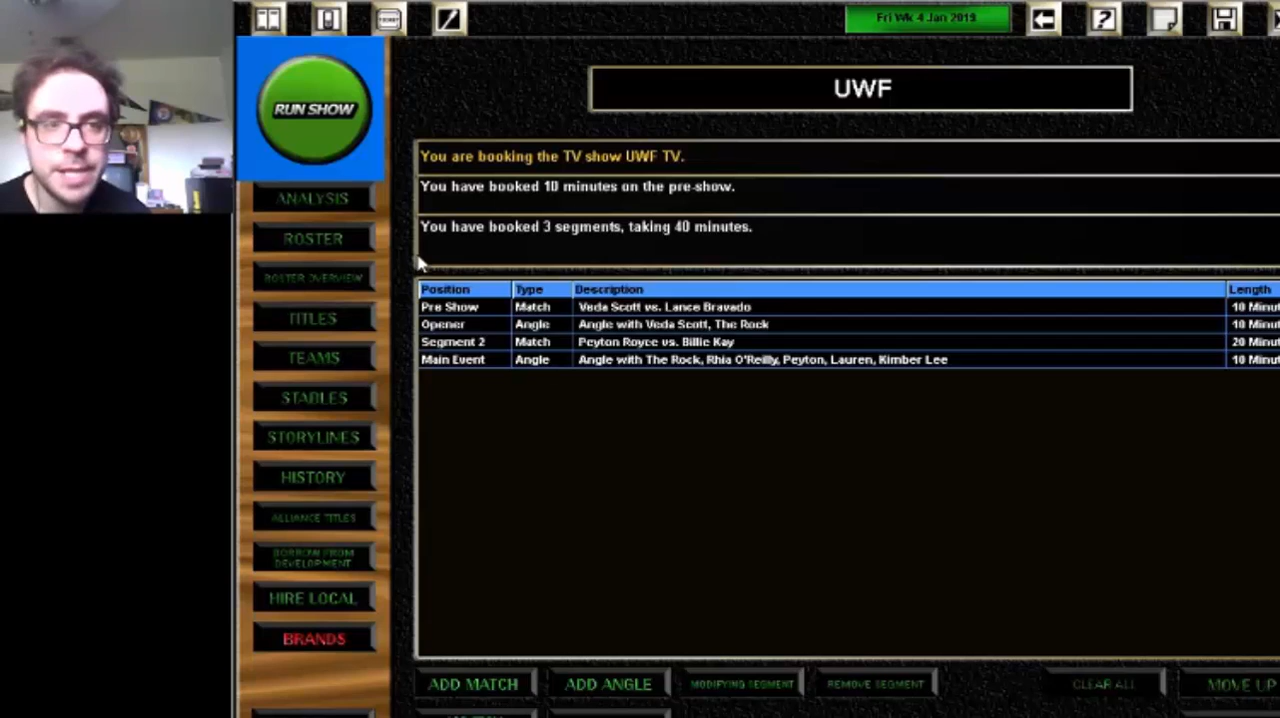 Fri Wk 4 Jan 2019
?
RUN SHOW
UWF
ANALYSIS
ROSTER
ROSTER OVERVIEW
TITLES
TEAMS
STABLES
STORYLINES
HISTORY
ALLIANCE TITLES
BORROW FROM
DEVELOPMENT
HIRE LOCAL
BRANDS
You are booking the TV show UWF TV.
You have booked 10 minutes on the pre-show.
You have booked 3 segments, taking 40 minutes.
Position Type Description Length
Pre Show Match Veda Scott vs. Lance Bravado 10 Minut
Opener Angle Angle with Veda Scott, The Rock 10 Minut
Segment 2 Match Peyton Royce vs. Billie Kay 20 Minut
Main Event Angle Angle with The Rock, Rhia O'Reilly, Peyton, Lauren, Kimber Lee 10 Minut
ADD MATCH ADD ANGLE MODIFYING SEGMENT REMOVE SEGMENT CLEAR ALL MOVE UP